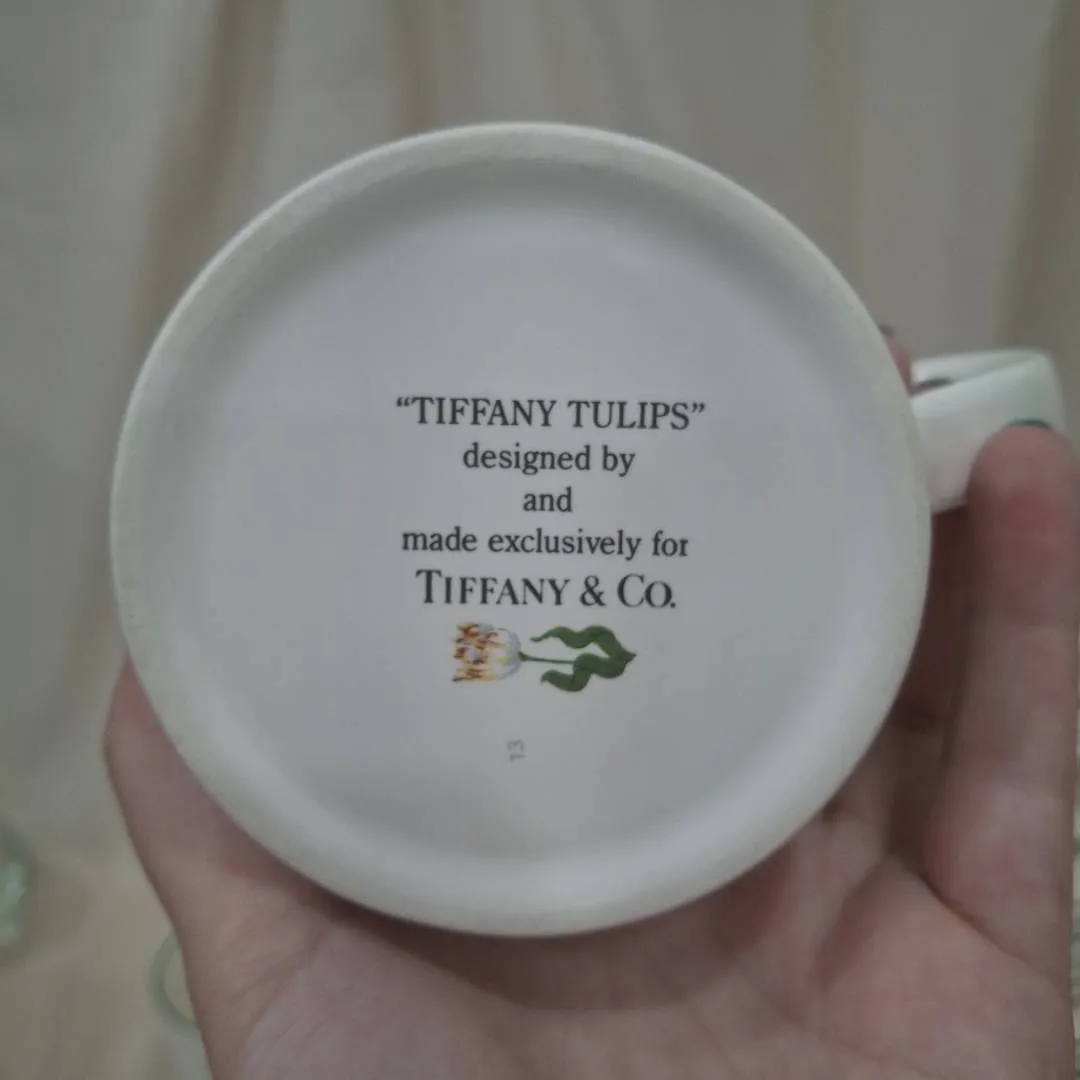 “TIFFANY TULIPS”
designed by
and
made exclusively for
TIFFANY & CO.
13